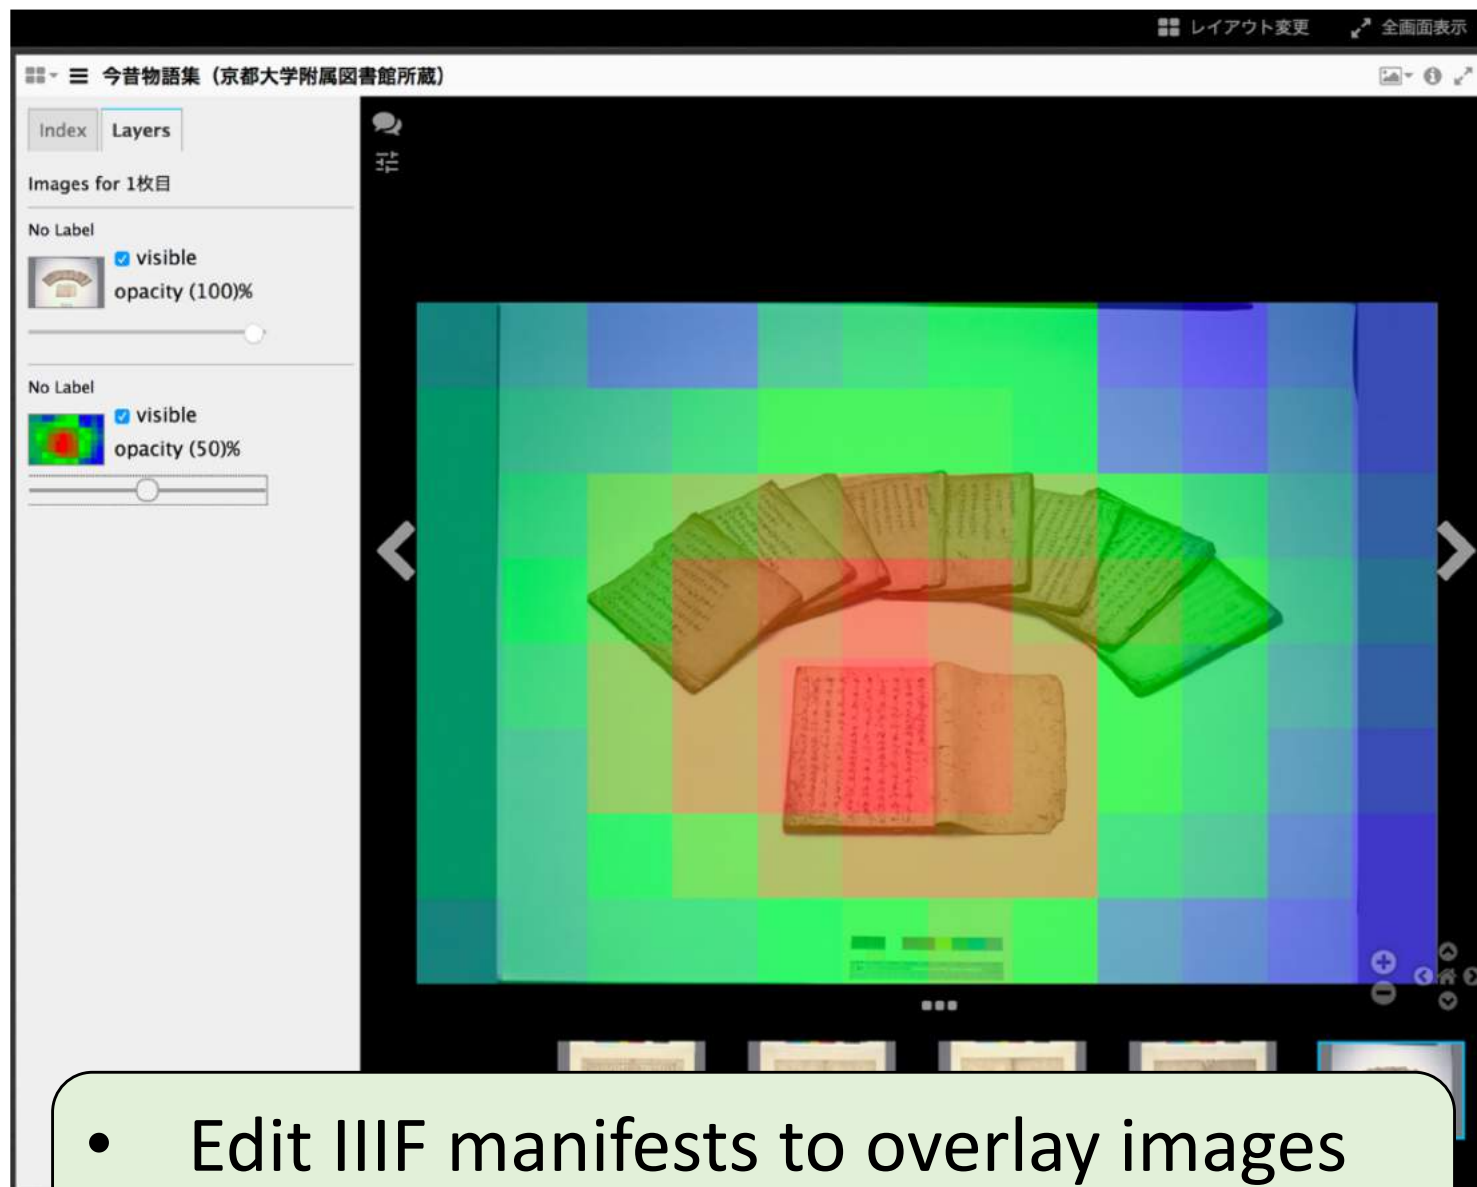 レイアウト変更 全画面表示
今昔物語集（京都大学附属図書館所蔵）
Index Layers
Images for 1枚目
No Label
visible
opacity (100)%
No Label
visible
opacity (50)%
• Edit IIIF manifests to overlay images